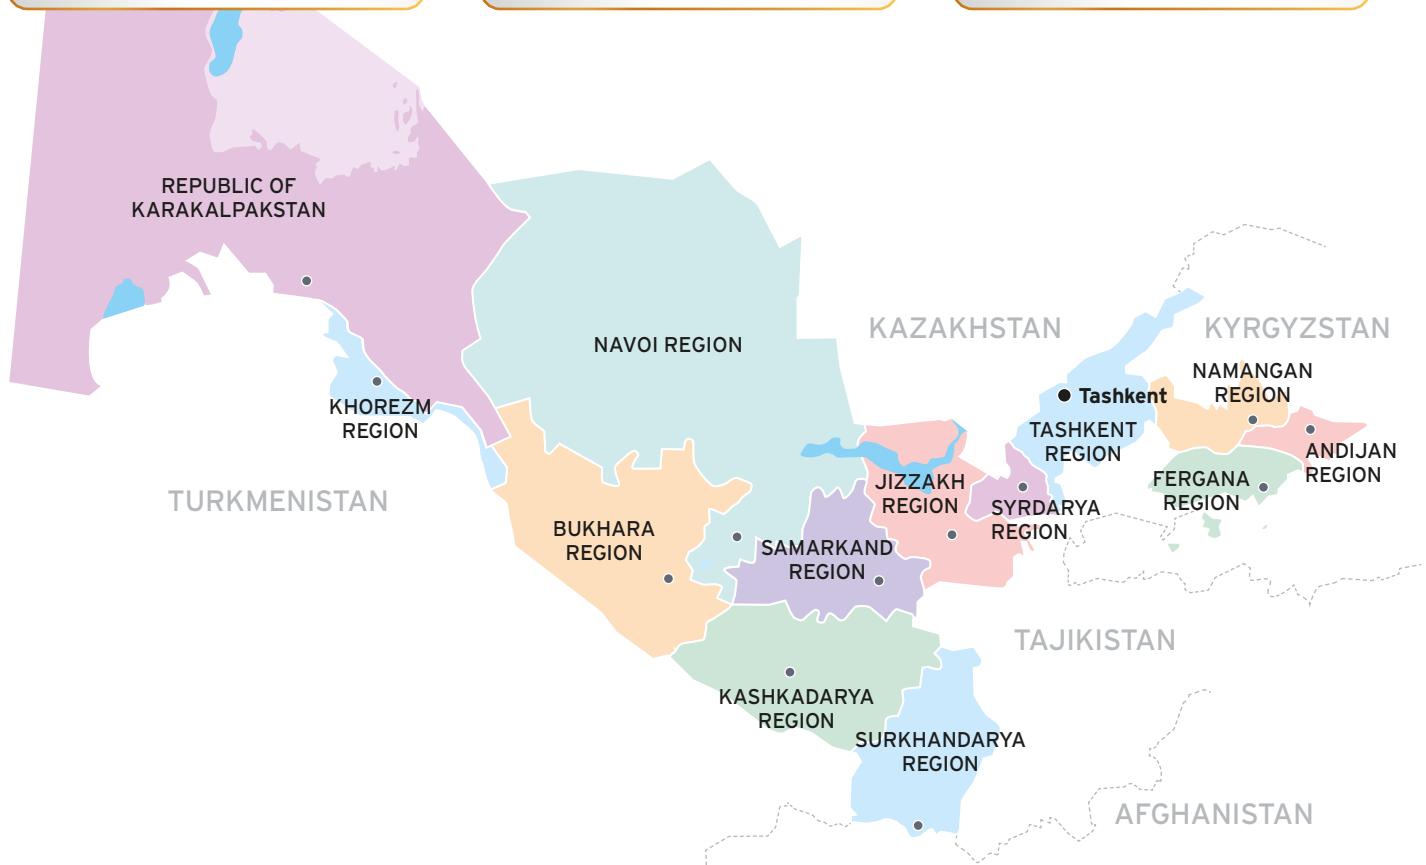 REPUBLIC OF
KARAKALPAKSTAN
NAVOI REGION
KAZAKHSTAN
KYRGYZSTAN
NAMANGAN
REGION
Tashkent
KHOREZM
REGION
TASHKENT
REGION
ANDIJAN
REGION
FERGANA
REGION
JIZZAKH
REGION
SYRDARYA
REGION
TURKMENISTAN
BUKHARA
REGION
SAMARKAND
REGION
TAJIKISTAN
KASHKADARYA
REGION
SURKHANDARYA
REGION
AFGHANISTAN